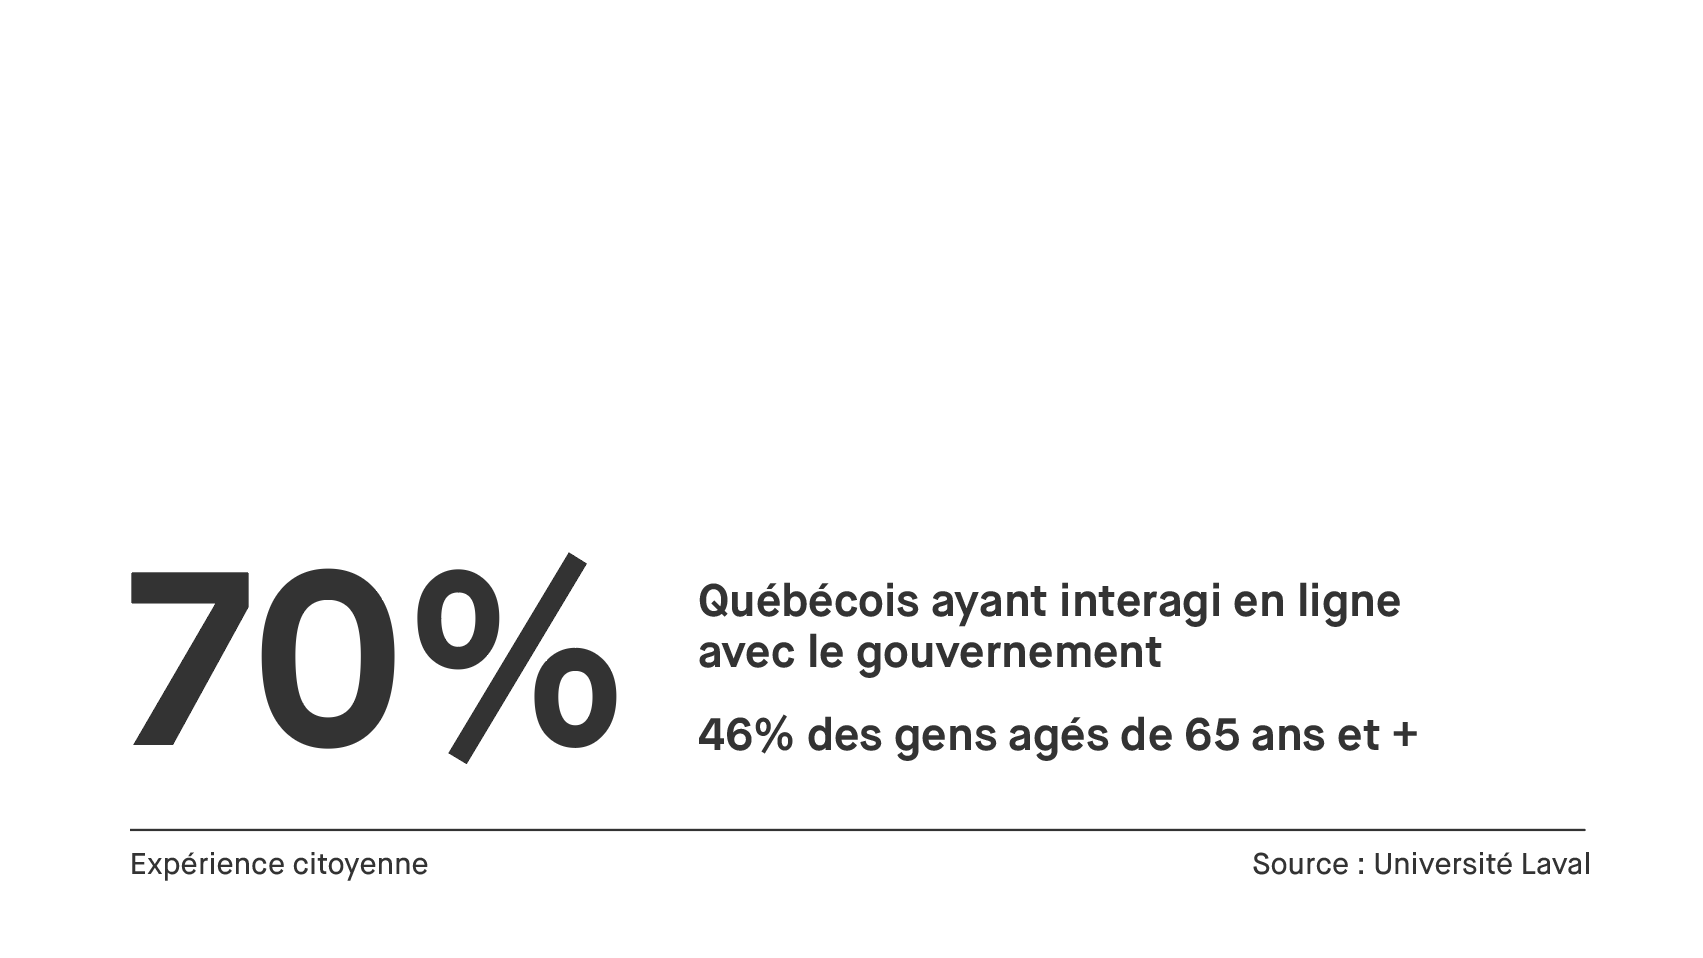 70%
Québécois ayant interagi en ligne
avec le gouvernement
46% des gens agés de 65 ans et +
Expérience citoyenne
Source : Université Laval